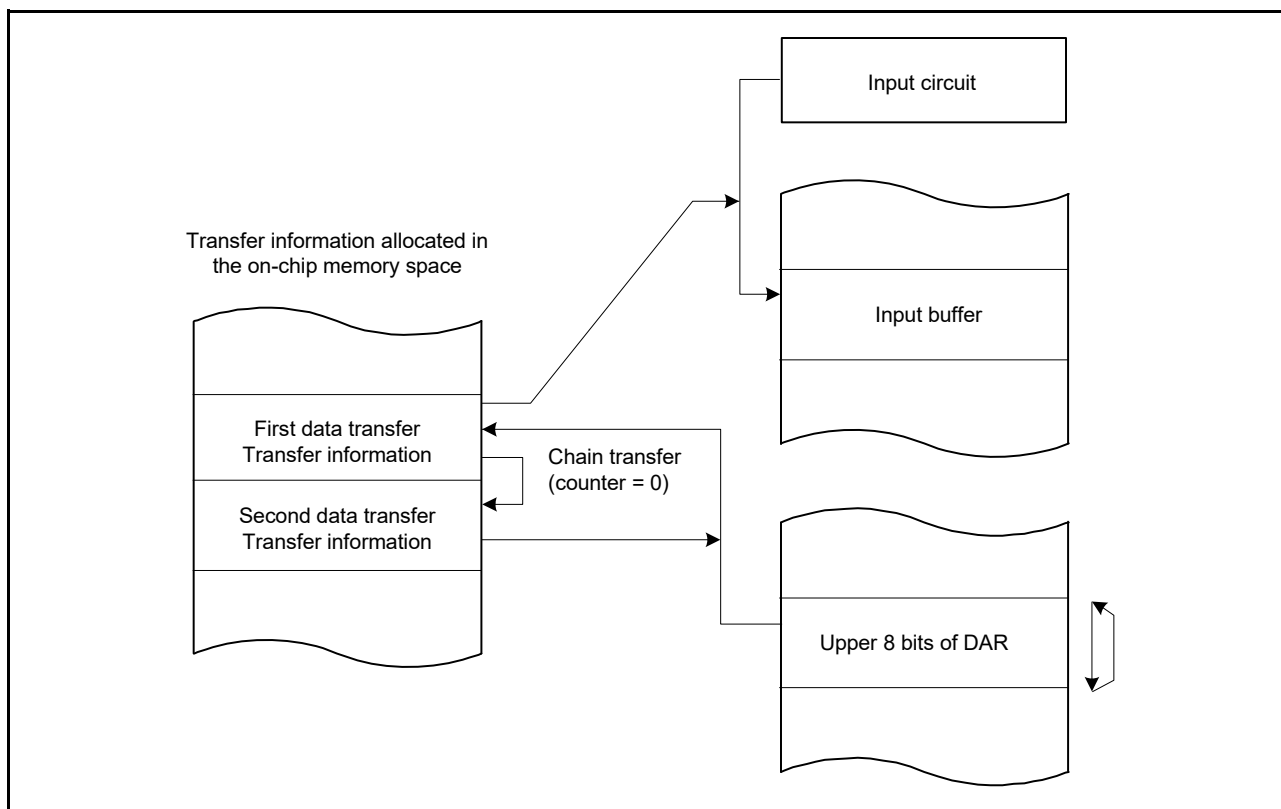 Input circuit
Transfer information allocated in
the on-chip memory space
Input buffer
First data transfer
Transfer information
Chain transfer
(counter = 0)
Second data transfer
Transfer information
Upper 8 bits of DAR